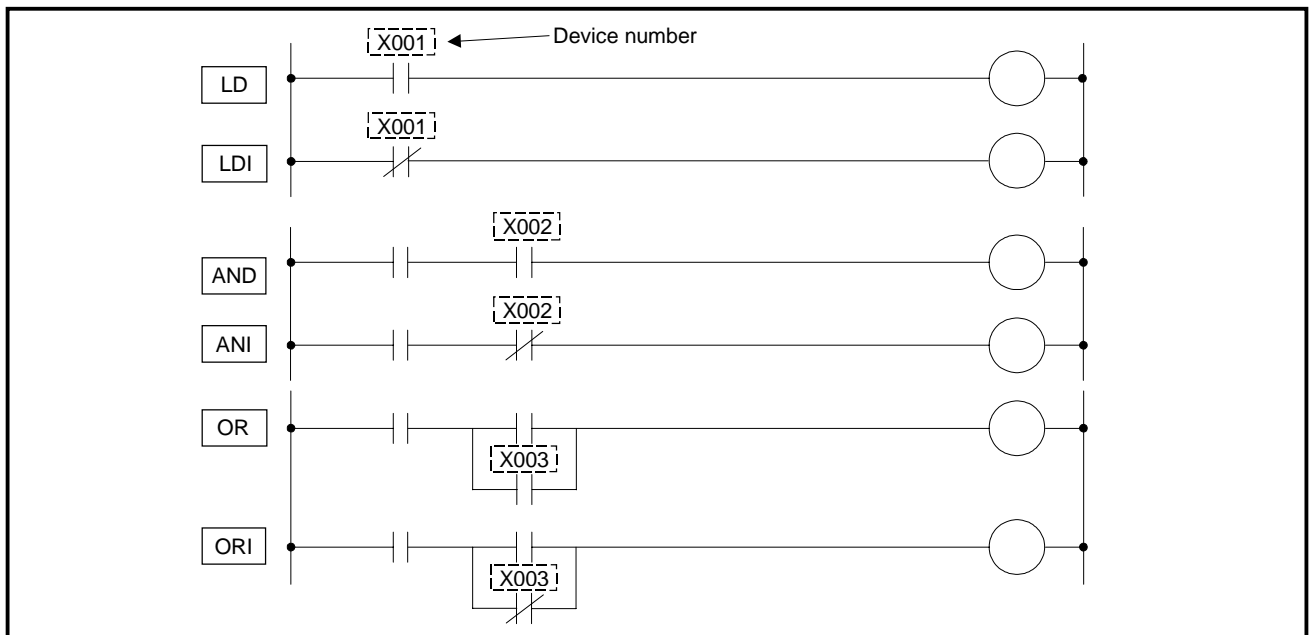 X001
Device number
LD
X001
LDI
X002
AND
X002
ANI
OR
X003
ORI
X003